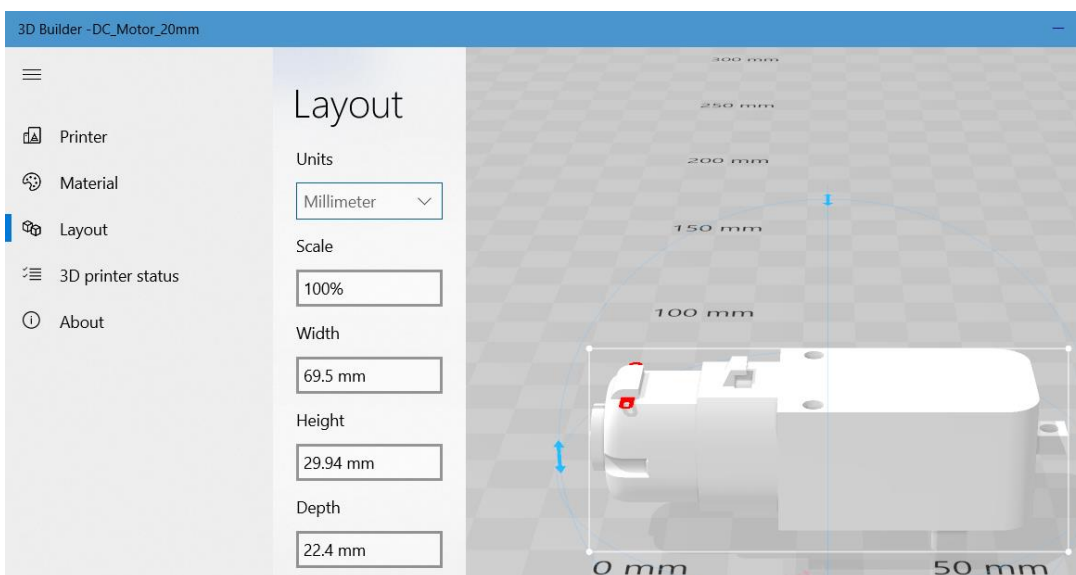 3D Builder - DC_Motor_20mm
Printer
Material
Layout
3D printer status
About
Layout
Units
Millimeter
Scale
100%
Width
69.5 mm
Height
29.94 mm
Depth
22.4 mm
300 mm
250 mm
200 mm
150 mm
100 mm
0 mm
50 mm